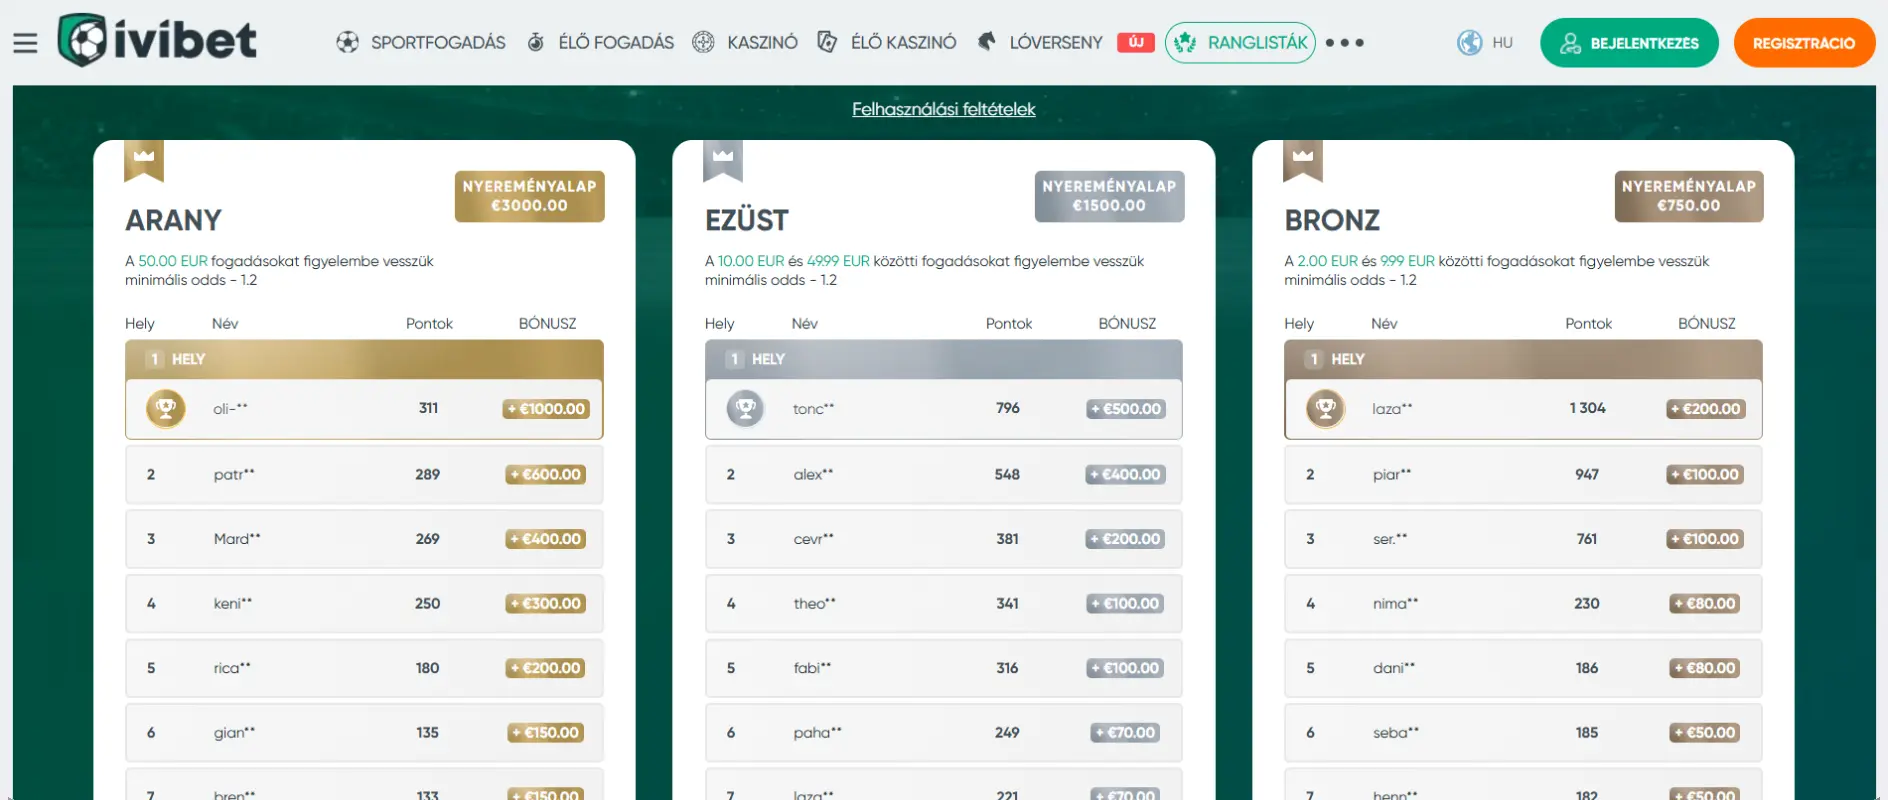 ivibet
SPORTFOGADÁS ÉLŐ FOGADÁS KASZINÓ ÉLŐ KASZINÓ LÓVERSENY ÚJ RANGLISTÁK HU BEJELENTKEZÉS REGISZTRÁCIÓ
Felhasználási feltételek
NYEREMÉNYALAP
€3000.00
ARANY
A 50.00 EUR fogadásokat figyelembe vesszük
minimális odds - 1.2
Hely Név Pontok BÓNUSZ
1 HELY
oli-** 311 + €1000.00
2 patr** 289 + €600.00
3 Mard** 269 + €400.00
4 keni** 250 + €300.00
5 rica** 180 + €200.00
6 gian** 135 + €150.00
7 bren** 133 + €150.00
NYEREMÉNYALAP
€1500.00
EZÜST
A 10.00 EUR és 49.99 EUR közötti fogadásokat figyelembe vesszük
minimális odds - 1.2
Hely Név Pontok BÓNUSZ
1 HELY
tonc** 796 + €500.00
2 alex** 548 + €400.00
3 cevr** 381 + €200.00
4 theo** 341 + €100.00
5 fabi** 316 + €100.00
6 paha** 249 + €70.00
7 laza** 221 + €70.00
NYEREMÉNYALAP
€750.00
BRONZ
A 2.00 EUR és 9.99 EUR közötti fogadásokat figyelembe vesszük
minimális odds - 1.2
Hely Név Pontok BÓNUSZ
1 HELY
laza** 1 304 + €200.00
2 piar** 947 + €100.00
3 ser.** 761 + €100.00
4 nima** 230 + €80.00
5 dani** 186 + €80.00
6 seba** 185 + €50.00
7 henn** 182 + €50.00